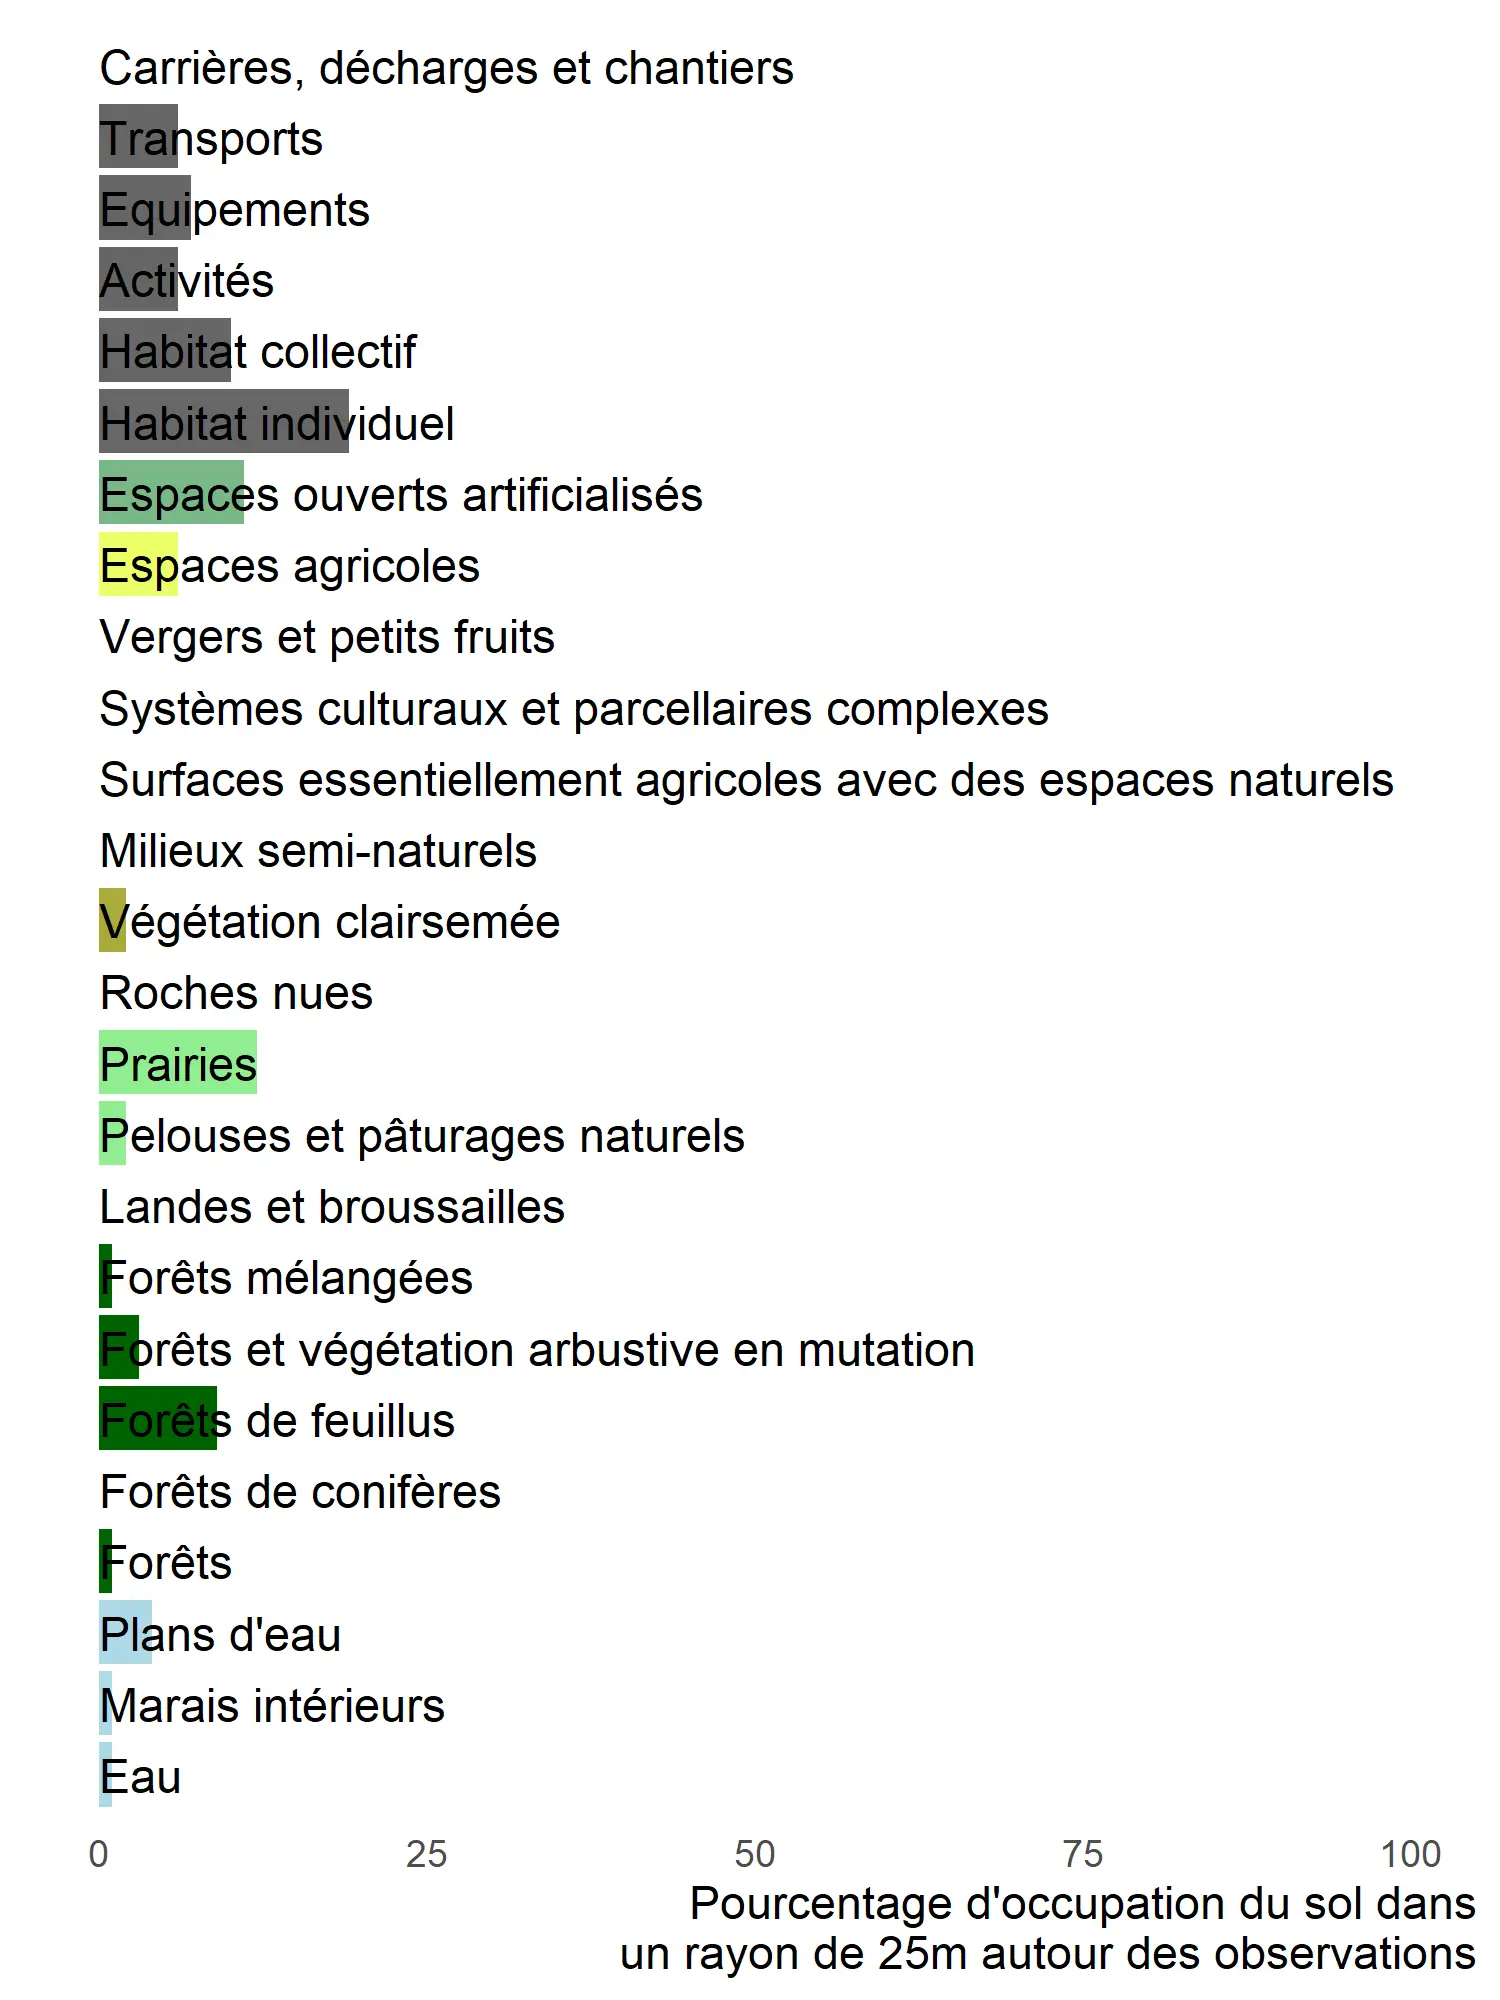 Carrières, décharges et chantiers
Transports
Equipements
Activités
Habitat collectif
Habitat individuel
Espaces ouverts artificialisés
Espaces agricoles
Vergers et petits fruits
Systèmes culturaux et parcellaires complexes
Surfaces essentiellement agricoles avec des espaces naturels
Milieux semi-naturels
Végétation clairsemée
Roches nues
Prairies
Pelouses et pâturages naturels
Landes et broussailles
Forêts mélangées
Forêts et végétation arbustive en mutation
Forêts de feuillus
Forêts de conifères
Forêts
Plans d'eau
Marais intérieurs
Eau
0 25 50 75 100
Pourcentage d'occupation du sol dans
un rayon de 25m autour des observations